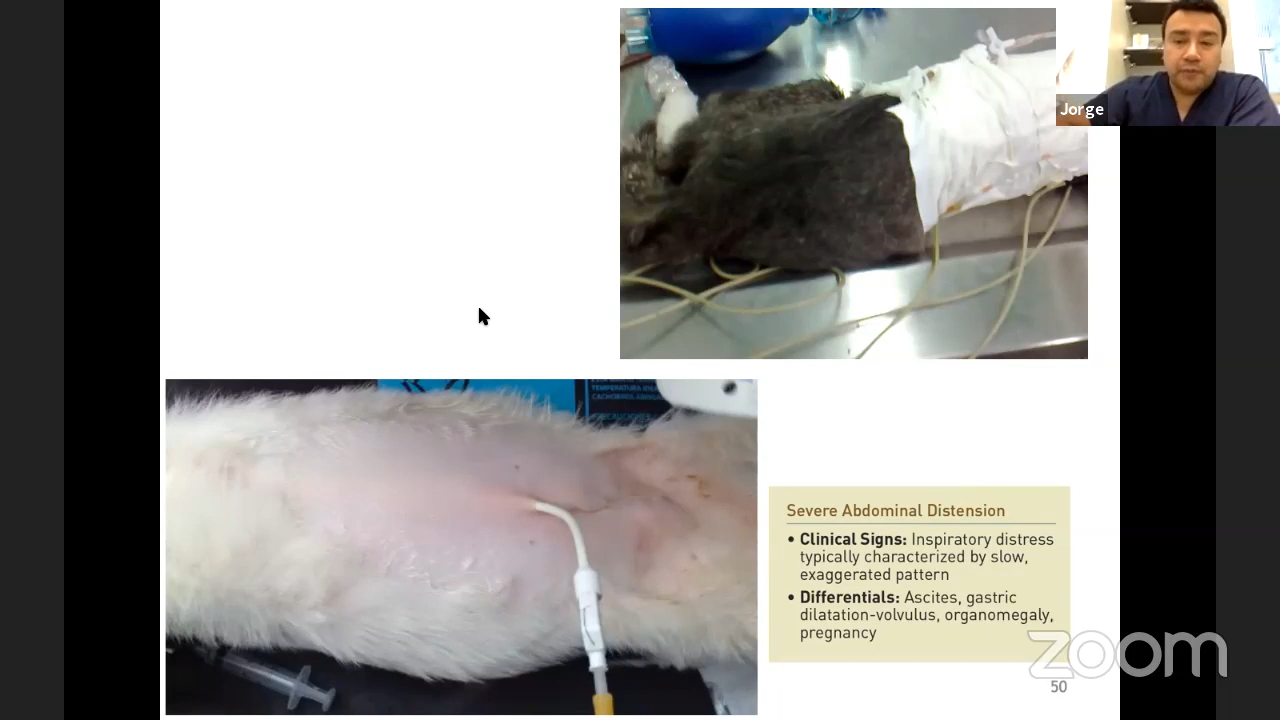 Jorge
TEMPERATURA
Severe Abdominal Distension
• Clinical Signs: Inspiratory distress
typically characterized by slow,
exaggerated pattern
• Differentials: Ascites, gastric
dilatation-volvulus, organomegaly,
pregnancy
zoom
50